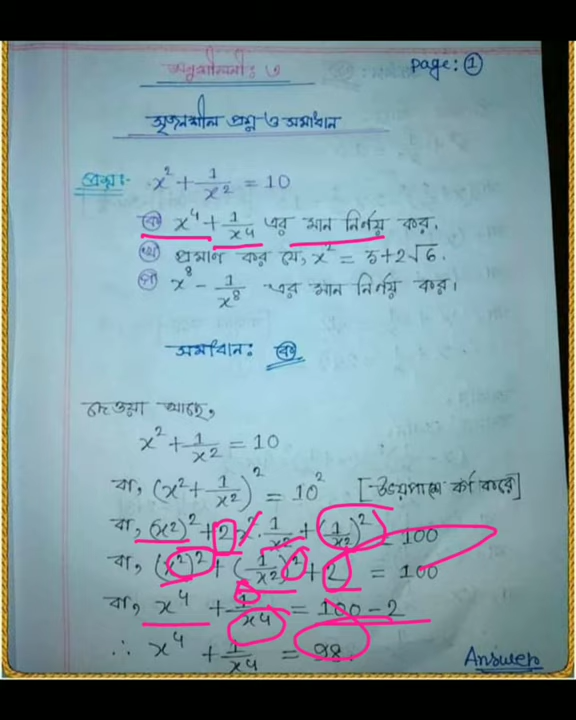 অনুশীলনী: ৩
page: ①
সৃজনশীল প্রশ্ন ও সমাধান
প্রশ্ন:- x² + 1/x² = 10
ক) x⁴ + 1/x⁴ এর মান নির্ণয় কর.
খ) প্রমাণ কর যে, x² = 5+2√6.
গ) x⁸ - 1/x⁸ এর মান নির্ণয় কর।
সমাধান: ক
দেওয়া আছে,
x² + 1/x² = 10
বা, (x² + 1/x²)² = 10² [উভয়পক্ষে বর্গ করে]
বা, (x²)² + 2x² . 1/x² + (1/x²)² = 100
বা, (x²)² + (1/x²)² + 2 = 100
বা, x⁴ + 1/x⁴ = 100 - 2
∴ x⁴ + 1/x⁴ = 98.
Answer